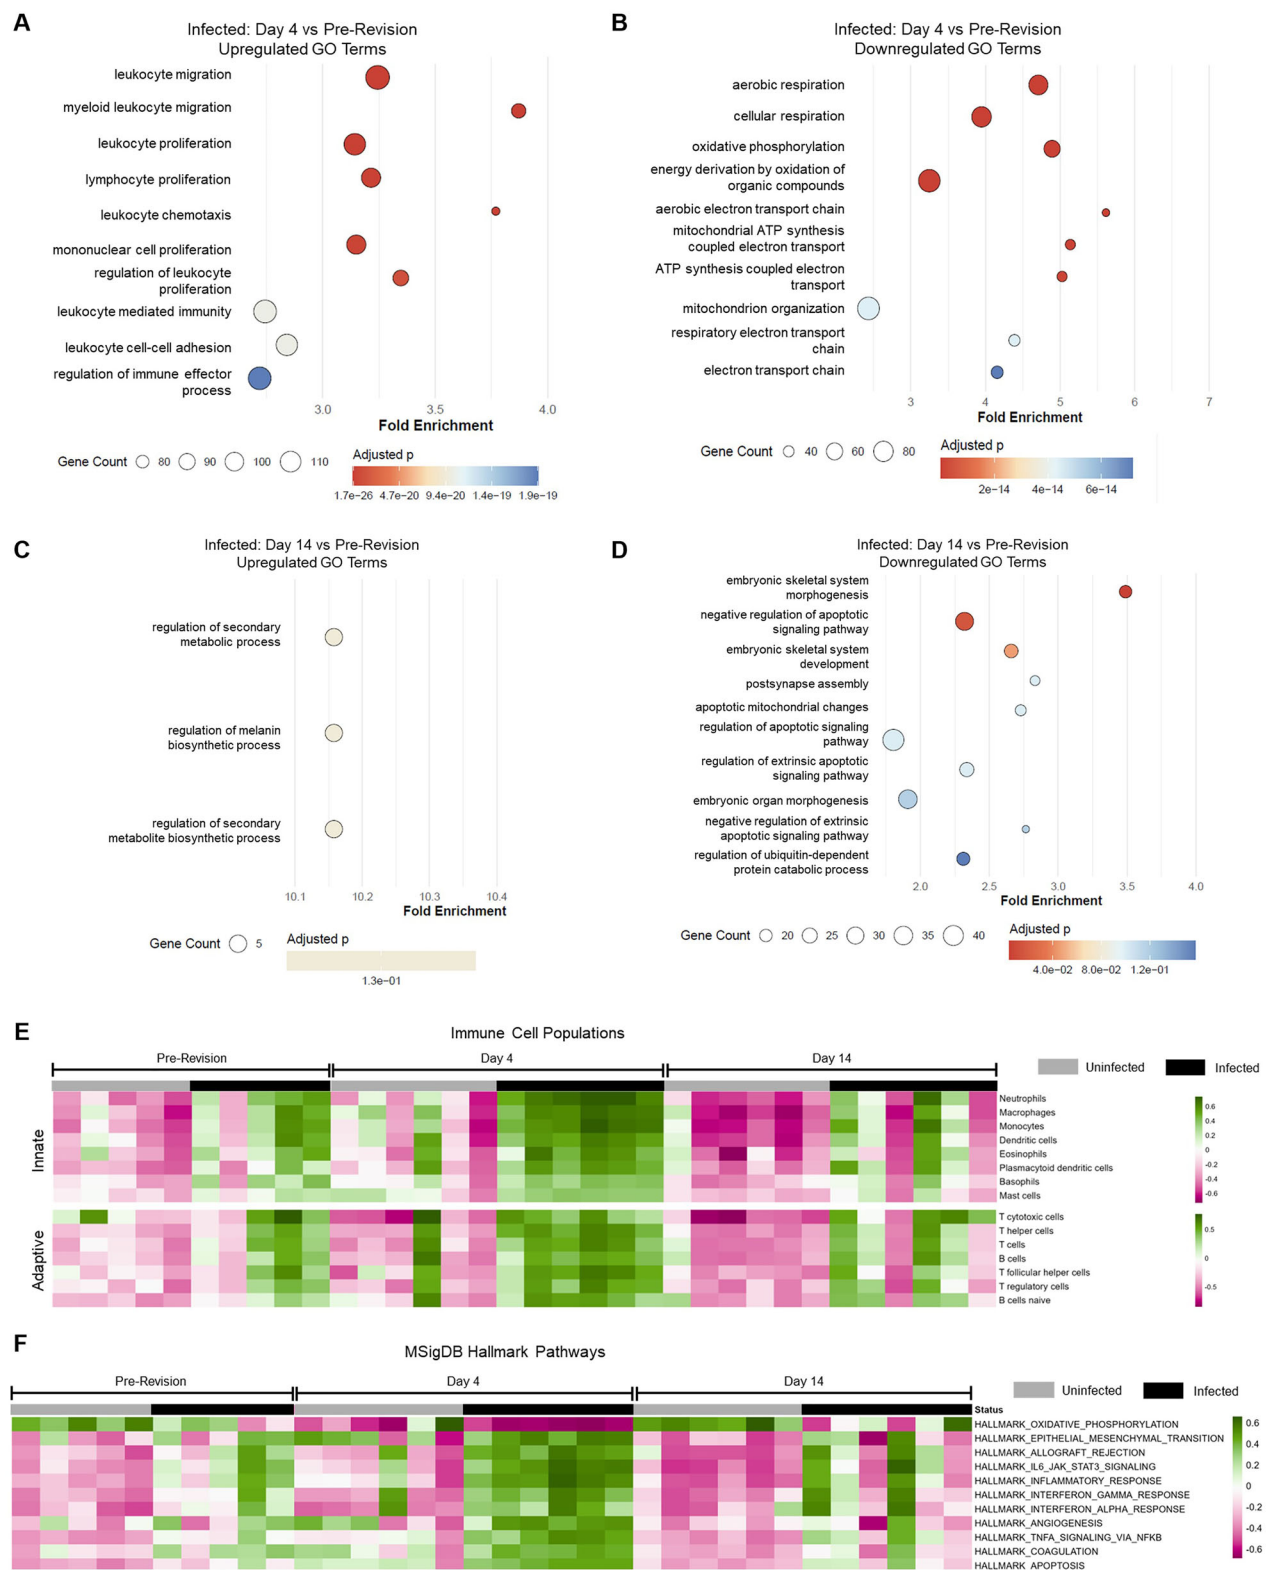 A
Infected: Day 4 vs Pre-Revision
Upregulated GO Terms
leukocyte migration
myeloid leukocyte migration
leukocyte proliferation
lymphocyte proliferation
leukocyte chemotaxis
mononuclear cell proliferation
regulation of leukocyte
proliferation
leukocyte mediated immunity
leukocyte cell-cell adhesion
regulation of immune effector
process
3.0 3.5 4.0
Fold Enrichment
Gene Count 80 90 100 110
Adjusted p
1.7e-26 4.7e-20 9.4e-20 1.4e-19 1.9e-19
B
Infected: Day 4 vs Pre-Revision
Downregulated GO Terms
aerobic respiration
cellular respiration
oxidative phosphorylation
energy derivation by oxidation of
organic compounds
aerobic electron transport chain
mitochondrial ATP synthesis
coupled electron transport
ATP synthesis coupled electron
transport
mitochondrion organization
respiratory electron transport
chain
electron transport chain
3 4 5 6 7
Fold Enrichment
Gene Count 40 60 80
Adjusted p
2e-14 4e-14 6e-14
C
Infected: Day 14 vs Pre-Revision
Upregulated GO Terms
regulation of secondary
metabolic process
regulation of melanin
biosynthetic process
regulation of secondary
metabolite biosynthetic process
10.1 10.2 10.3 10.4
Fold Enrichment
Gene Count 5
Adjusted p
1.3e-01
D
Infected: Day 14 vs Pre-Revision
Downregulated GO Terms
embryonic skeletal system
morphogenesis
negative regulation of apoptotic
signaling pathway
embryonic skeletal system
development
postsynapse assembly
apoptotic mitochondrial changes
regulation of apoptotic signaling
pathway
regulation of extrinsic apoptotic
signaling pathway
embryonic organ morphogenesis
negative regulation of extrinsic
apoptotic signaling pathway
regulation of ubiquitin-dependent
protein catabolic process
2.0 2.5 3.0 3.5 4.0
Fold Enrichment
Gene Count 20 25 30 35 40
Adjusted p
4.0e-02 8.0e-02 1.2e-01
E
Immune Cell Populations
Pre-Revision Day 4 Day 14
Uninfected Infected
Innate
Neutrophils
Macrophages
Monocytes
Dendritic cells
Eosinophils
Plasmacytoid dendritic cells
Basophils
Mast cells
0.6
0.4
0.2
0
-0.2
-0.4
-0.6
Adaptive
T cytotoxic cells
T helper cells
T cells
B cells
T follicular helper cells
T regulatory cells
B cells naive
0.5
0
-0.5
F
MSigDB Hallmark Pathways
Pre-Revision Day 4 Day 14
Uninfected Infected
Status
HALLMARK_OXIDATIVE_PHOSPHORYLATION
HALLMARK_EPITHELIAL_MESENCHYMAL_TRANSITION
HALLMARK_ALLOGRAFT_REJECTION
HALLMARK_IL6_JAK_STAT3_SIGNALING
HALLMARK_INFLAMMATORY_RESPONSE
HALLMARK_INTERFERON_GAMMA_RESPONSE
HALLMARK_INTERFERON_ALPHA_RESPONSE
HALLMARK_ANGIOGENESIS
HALLMARK_TNFA_SIGNALING_VIA_NFKB
HALLMARK_COAGULATION
HALLMARK_APOPTOSIS
0.6
0.4
0.2
0
-0.2
-0.4
-0.6